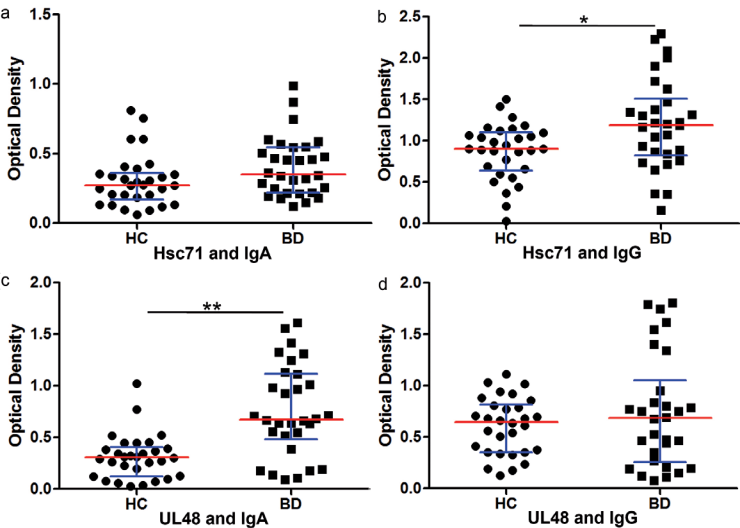 a
1.5
1.0
0.5
0.0
Optical Density
HC
BD
Hsc71 and IgA
b
2.5
2.0
1.5
1.0
0.5
0.0
Optical Density
*
HC
BD
Hsc71 and IgG
c
2.0
1.5
1.0
0.5
0.0
Optical Density
**
HC
BD
UL48 and IgA
d
2.0
1.5
1.0
0.5
0.0
Optical Density
HC
BD
UL48 and IgG